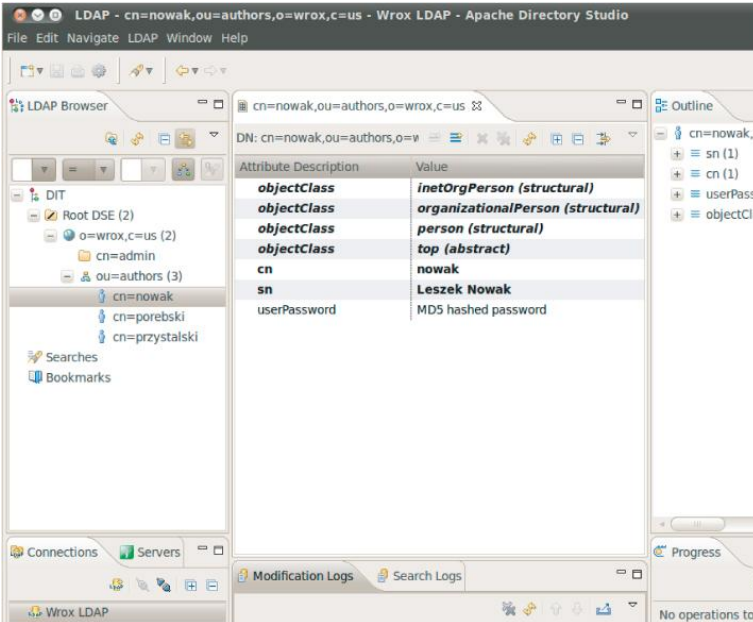 LDAP - cn=nowak,ou=authors,o=wrox,c=us - Wrox LDAP - Apache Directory Studio
File Edit Navigate LDAP Window Help
LDAP Browser
=
DIT
Root DSE (2)
o=wrox,c=us (2)
cn=admin
ou=authors (3)
cn=nowak
cn=porebski
cn=przystalski
Searches
Bookmarks
Connections
Servers
Wrox LDAP
cn=nowak,ou=authors,o=wrox,c=us
DN: cn=nowak,ou=authors,o=w
Attribute Description Value
objectClass inetOrgPerson (structural)
objectClass organizationalPerson (structural)
objectClass person (structural)
objectClass top (abstract)
cn nowak
sn Leszek Nowak
userPassword MD5 hashed password
Modification Logs
Search Logs
Outline
cn=nowak,
sn (1)
cn (1)
userPass
objectCl
Progress
No operations to